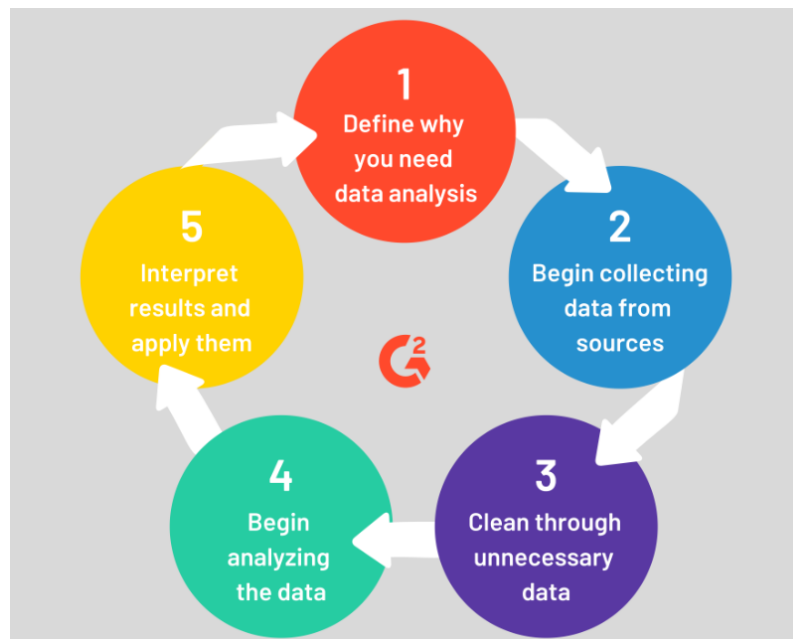 1
Define why
you need
data analysis
2
Begin collecting
data from
sources
3
Clean through
unnecessary
data
4
Begin
analyzing
the data
5
Interpret
results and
apply them
G2